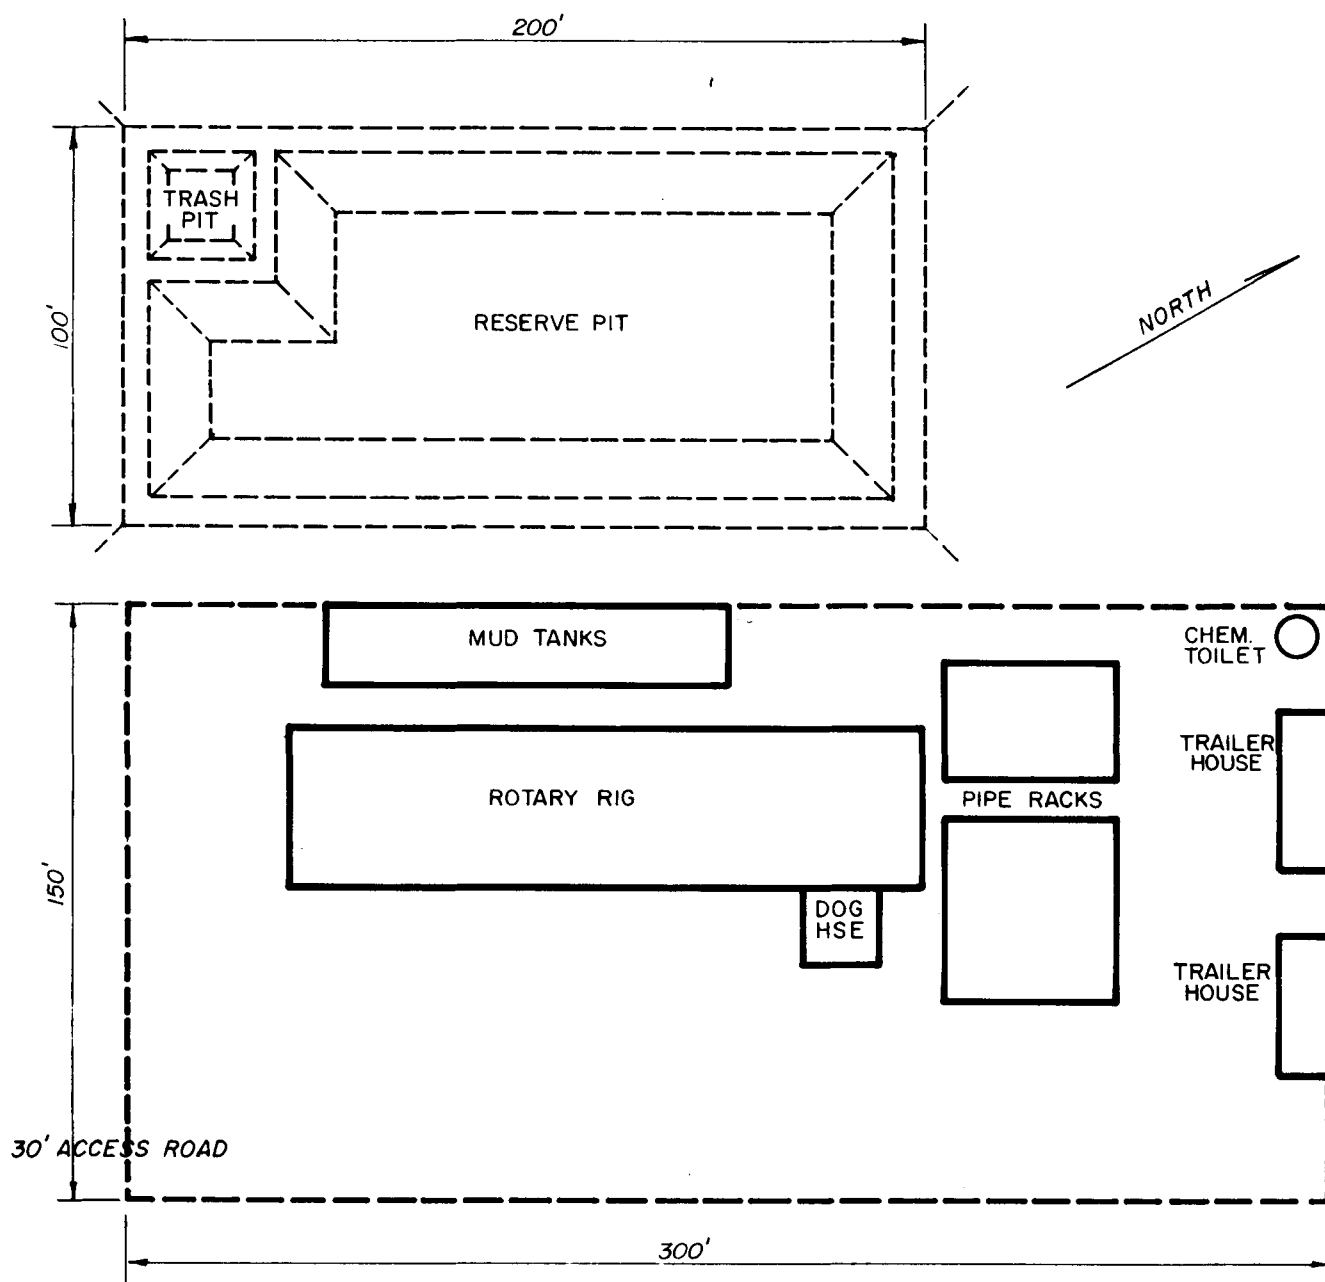 200'
TRASH
PIT
100'
RESERVE PIT
NORTH
MUD TANKS
CHEM.
TOILET
TRAILER
HOUSE
ROTARY RIG
PIPE RACKS
150'
DOG
HSE
TRAILER
HOUSE
30' ACCESS ROAD
300'